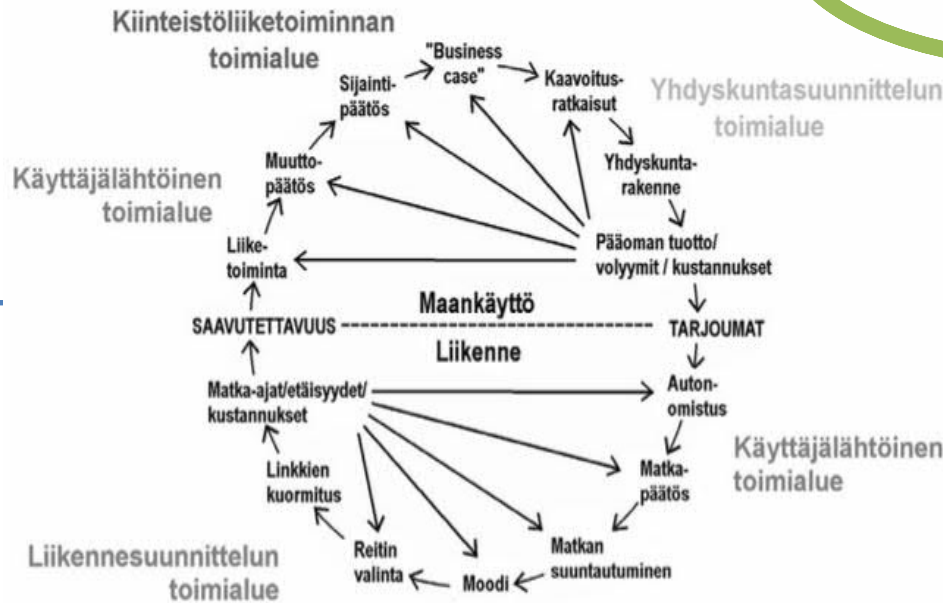 Kiinteistöliiketoiminnan
toimialue
"Business
case"
Sijainti-
päätös
Kaavoitus-
ratkaisut
Yhdyskuntasuunnittelun
toimialue
Muutto-
päätös
Yhdyskunta-
rakenne
Käyttäjälähtöinen
toimialue
Liike-
toiminta
Pääoman tuotto/
volyymit / kustannukset
Maankäyttö
SAAVUTETTAVUUS
TARJOUMAT
Liikenne
Matka-ajat/etäisyydet/
kustannukset
Auton-
omistus
Käyttäjälähtöinen
toimialue
Matka-
päätös
Linkkien
kuormitus
Matkan
suuntautuminen
Reitin
valinta
Moodi
Liikennesuunnittelun
toimialue